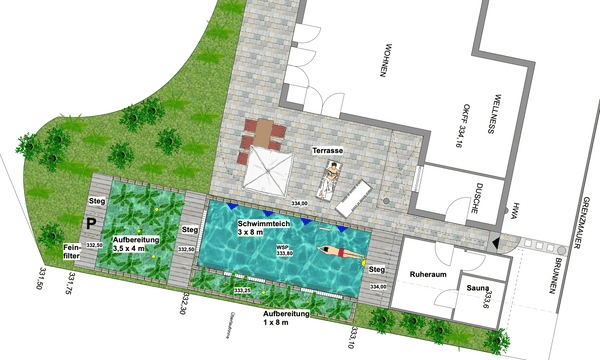 WOHNEN
WELLNESS
OKFF 334,16
Terrasse
334,00
DUSCHE
HWA
GRENZMAUER
BRUNNEN
Schwimmteich
3 x 8 m
WSP
333,80
Steg
P
332,50
Aufbereitung
3,5 x 4 m
Steg
332,50
Fein-
filter
Steg
334,00
Ruheraum
Sauna
333,6
333,25
Aufbereitung
1 x 8 m
331,50
331,75
332,30
333,10